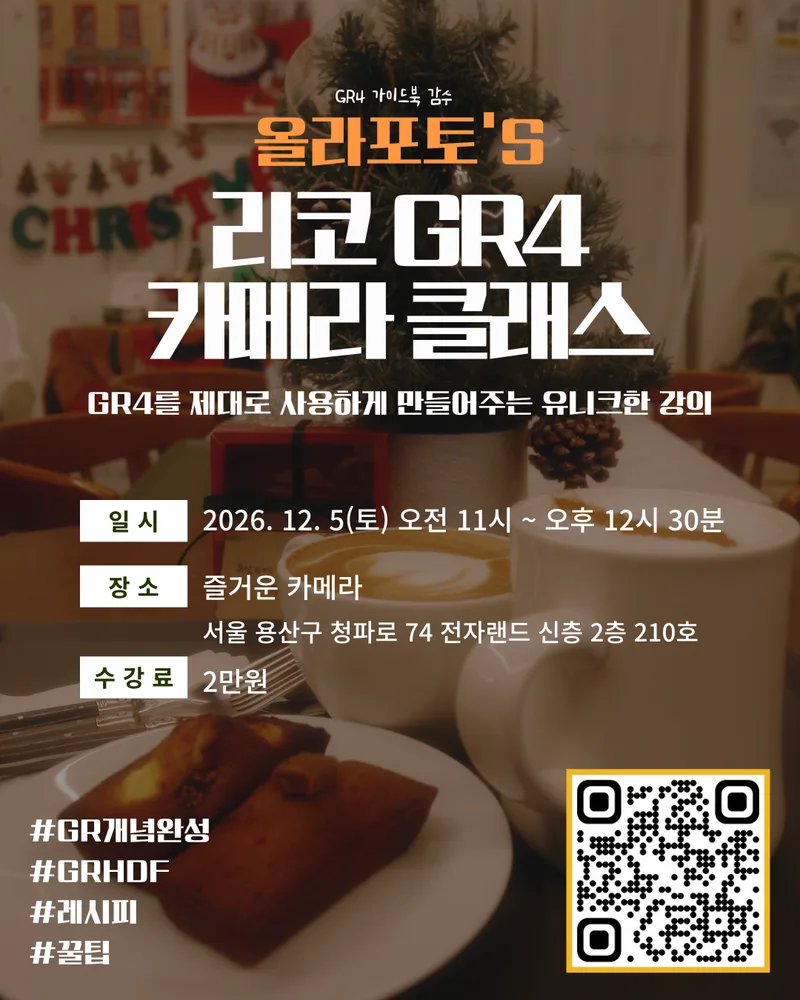 CHRISTM
GR4 가이드북 감수
올라포토'S
리코 GR4
카메라 클래스
GR4를 제대로 사용하게 만들어주는 유니크한 강의
일 시 2026. 12. 5(토) 오전 11시 ~ 오후 12시 30분
장 소 즐거운 카메라
서울 용산구 청파로 74 전자랜드 신층 2층 210호
수 강 료 2만원
#GR개념완성
#GRHDF
#레시피
#꿀팁